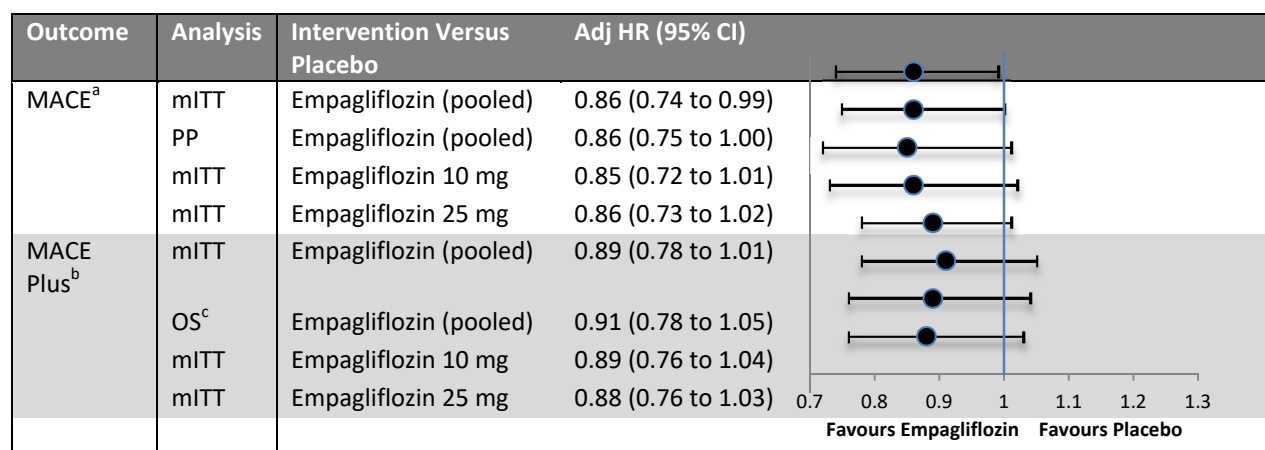 Outcome Analysis Intervention Versus Placebo Adj HR (95% CI)
MACEᵃ mITT Empagliflozin (pooled) 0.86 (0.74 to 0.99)
PP Empagliflozin (pooled) 0.86 (0.75 to 1.00)
mITT Empagliflozin 10 mg 0.85 (0.72 to 1.01)
mITT Empagliflozin 25 mg 0.86 (0.73 to 1.02)
MACE Plusᵇ mITT Empagliflozin (pooled) 0.89 (0.78 to 1.01)
OSᶜ Empagliflozin (pooled) 0.91 (0.78 to 1.05)
mITT Empagliflozin 10 mg 0.89 (0.76 to 1.04)
mITT Empagliflozin 25 mg 0.88 (0.76 to 1.03)
0.7 0.8 0.9 1 1.1 1.2 1.3
Favours Empagliflozin Favours Placebo